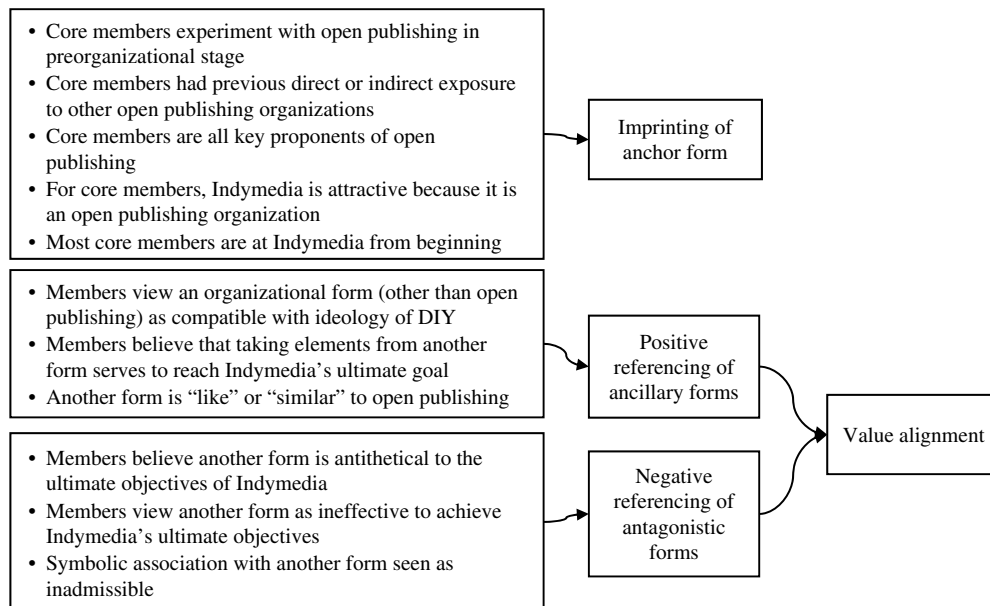 • Core members experiment with open publishing in
preorganizational stage
• Core members had previous direct or indirect exposure
to other open publishing organizations
• Core members are all key proponents of open
publishing
• For core members, Indymedia is attractive because it is
an open publishing organization
• Most core members are at Indymedia from beginning
Imprinting of
anchor form
• Members view an organizational form (other than open
publishing) as compatible with ideology of DIY
• Members believe that taking elements from another
form serves to reach Indymedia’s ultimate goal
• Another form is “like” or “similar” to open publishing
Positive
referencing of
ancillary forms
• Members believe another form is antithetical to the
ultimate objectives of Indymedia
• Members view another form as ineffective to achieve
Indymedia’s ultimate objectives
• Symbolic association with another form seen as
inadmissible
Negative
referencing of
antagonistic
forms
Value alignment